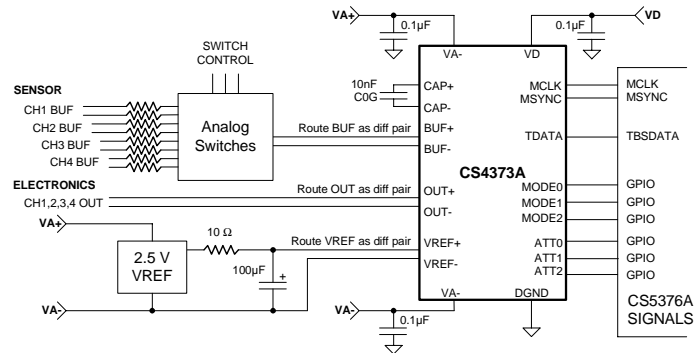 VA+
0.1µF
0.1µF
VD
SWITCH
CONTROL
VA-
VD
SENSOR
CH1 BUF
CH2 BUF
CH3 BUF
CH4 BUF
Analog
Switches
10nF
C0G
CAP+
CAP-
Route BUF as diff pair
BUF+
BUF-
CS4373A
MCLK
MSYNC
TDATA
MODE0
MODE1
MODE2
ATT0
ATT1
ATT2
MCLK
MSYNC
TBSDATA
GPIO
GPIO
GPIO
GPIO
GPIO
GPIO
CS5376A
SIGNALS
ELECTRONICS
CH1,2,3,4 OUT
Route OUT as diff pair
OUT+
OUT-
VA+
10 Ω
Route VREF as diff pair
VREF+
VREF-
2.5 V
VREF
100µF
+
VA-
VA-
VA-
DGND
0.1µF